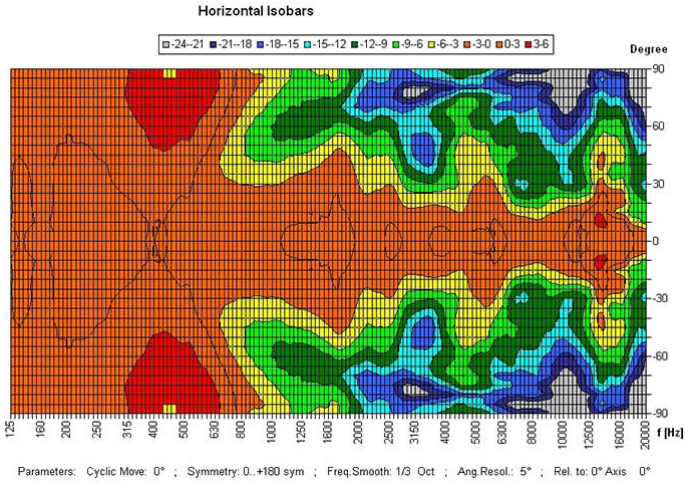 Horizontal Isobars
-24--21 -21--18 -18--15 -15--12 -12--9 -9--6 -6--3 -3-0 0-3 3-6
Degree
90
60
30
0
-30
-60
-90
125 160 200 250 315 400 500 630 800 1000 1250 1600 2000 2500 3150 4000 5000 6300 8000 10000 12500 16000 20000
f [Hz]
Parameters: Cyclic Move: 0° ; Symmetry: 0..+180 sym ; Freq.Smooth: 1/3 Oct ; Ang.Resol.: 5° ; Rel. to: 0° Axis 0°